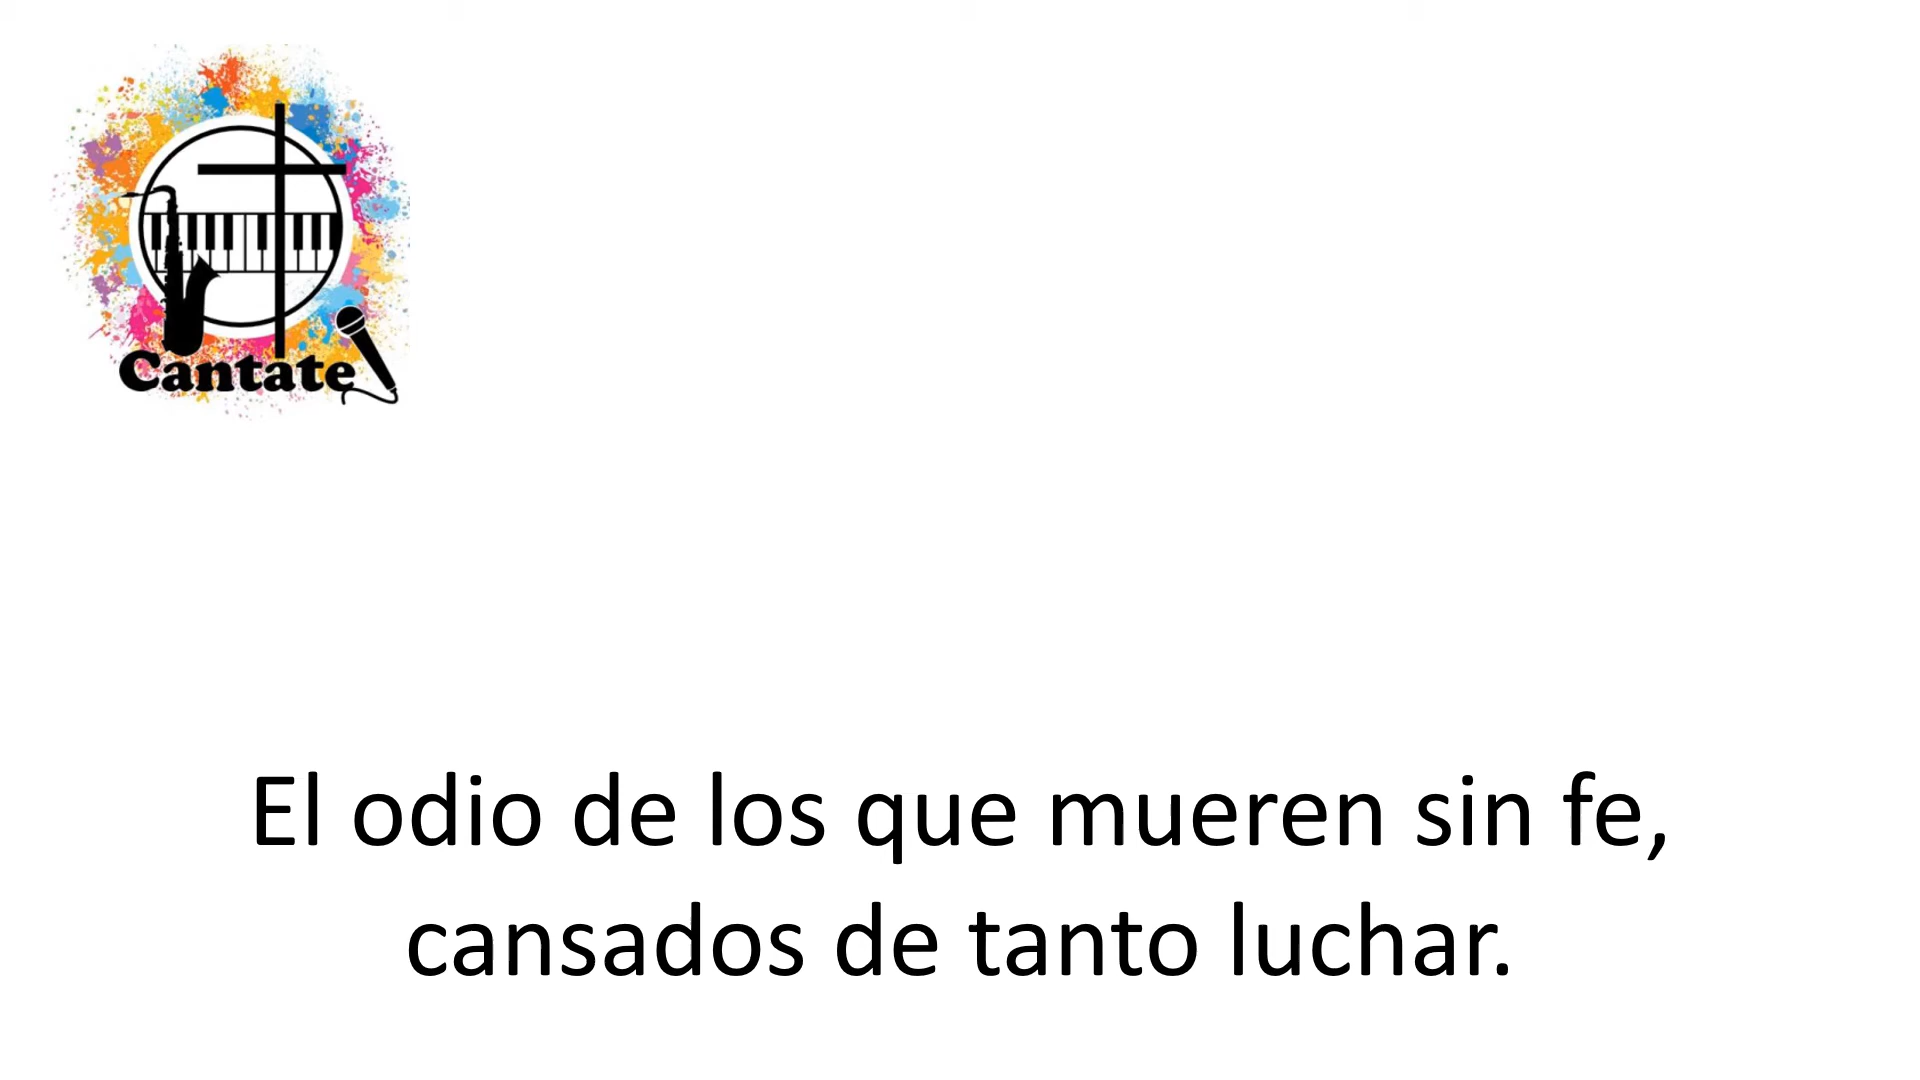 Cantate
El odio de los que mueren sin fe,
cansados de tanto luchar.